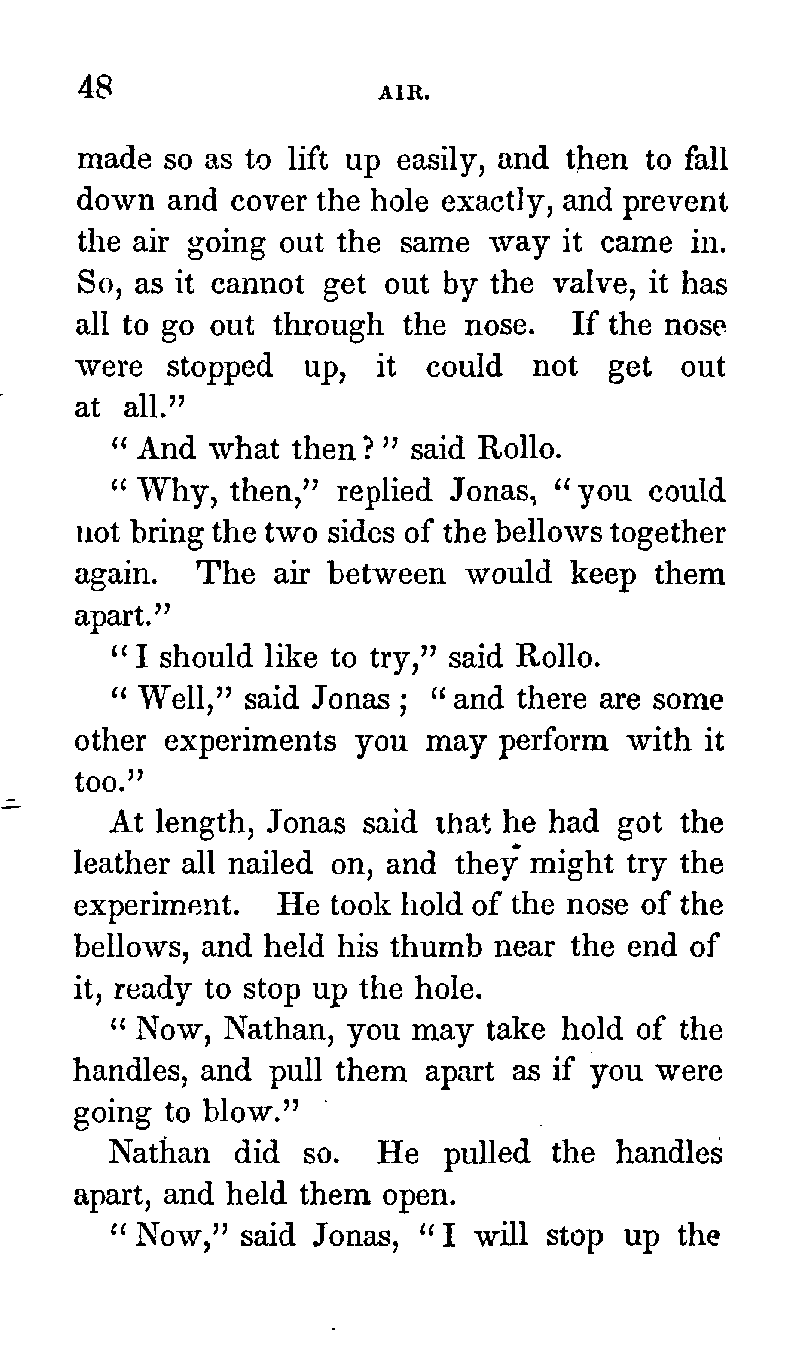 48 AIR.
made so as to lift up easily, and then to fall
down and cover the hole exactly, and prevent
the air going out the same way it came in.
So, as it cannot get out by the valve, it has
all to go out through the nose. If the nose
were stopped up, it could not get out
at all.”
“ And what then ? ” said Rollo.
“ Why, then,” replied Jonas, “ you could
not bring the two sides of the bellows together
again. The air between would keep them
apart.”
“ I should like to try,” said Rollo.
“ Well,” said Jonas ; “ and there are some
other experiments you may perform with it
too.”
At length, Jonas said that he had got the
leather all nailed on, and they might try the
experiment. He took hold of the nose of the
bellows, and held his thumb near the end of
it, ready to stop up the hole.
“ Now, Nathan, you may take hold of the
handles, and pull them apart as if you were
going to blow.”
Nathan did so. He pulled the handles
apart, and held them open.
“ Now,” said Jonas, “ I will stop up the